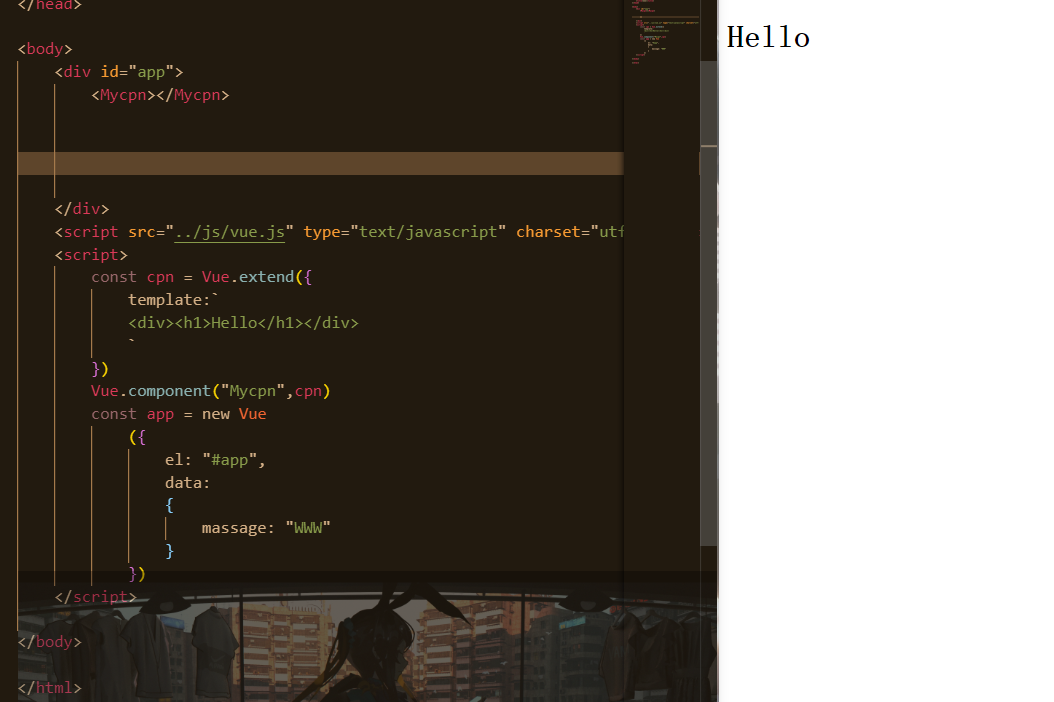 </head>
<body>
<div id="app">
<Mycpn></Mycpn>
</div>
<script src="../js/vue.js" type="text/javascript" charset="utf
<script>
const cpn = Vue.extend({
template:`
<div><h1>Hello</h1></div>
`
})
Vue.component("Mycpn",cpn)
const app = new Vue
({
el: "#app",
data:
{
massage: "WWW"
}
})
</script>
</body>
</html>
Hello